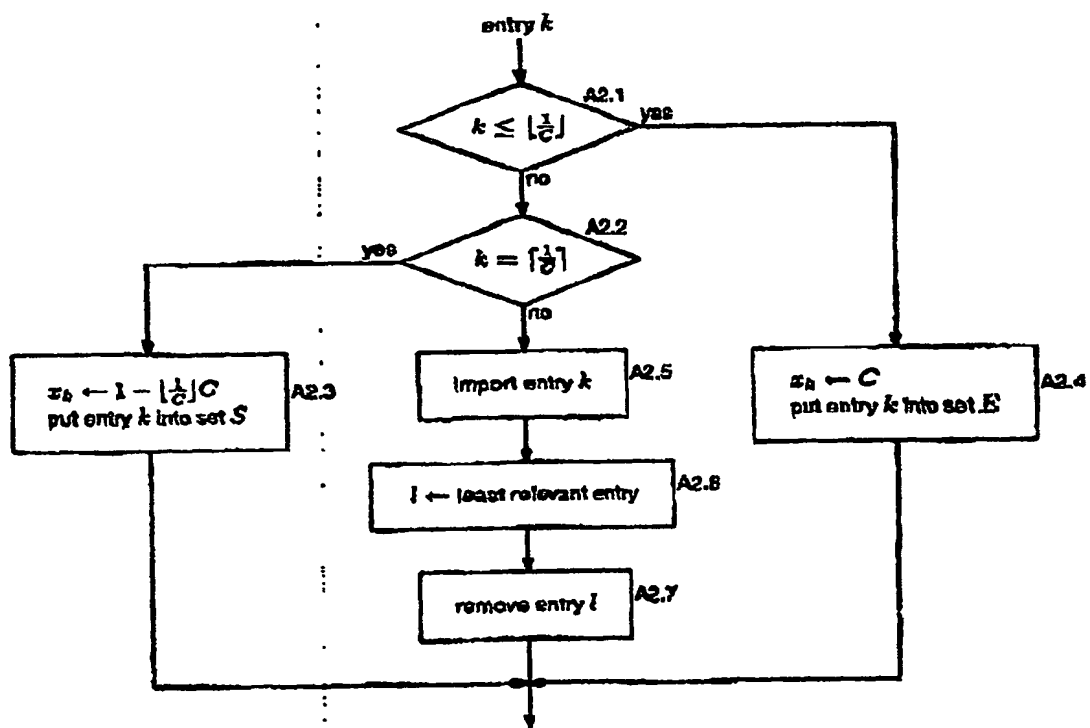 entry k
A2.1
k ≤ ⌊1/C⌋
yes
no
A2.2
yes
k = ⌈1/C⌉
no
x_k ← 1 − ⌊1/C⌋C
put entry k into set S
A2.3
import entry k
A2.5
x_k ← C
put entry k into set E
A2.4
l ← least relevant entry
A2.6
remove entry l
A2.7